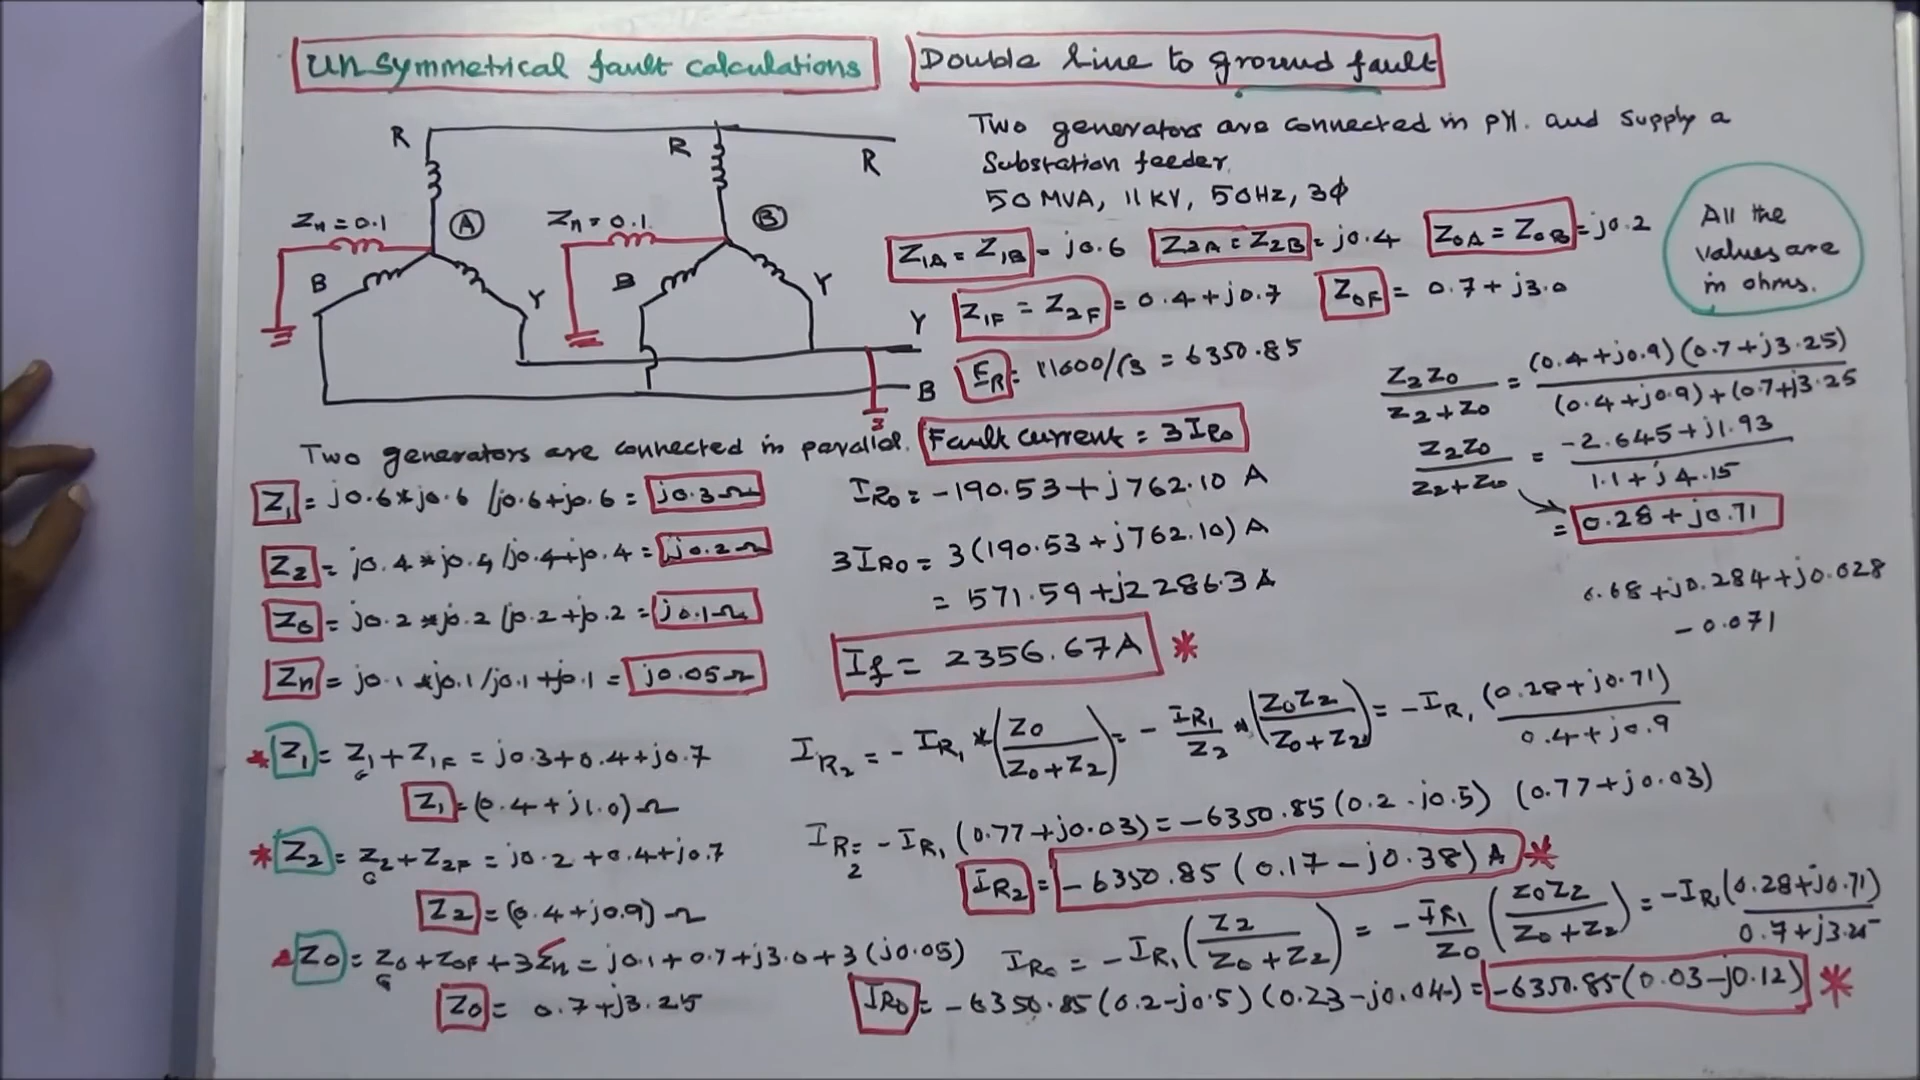 Unsymmetrical fault calculations
Double line to ground fault
Two generators are connected in pll. and supply a
Substation feeder.
50 MVA, 11 KV, 50HZ, 3ϕ
Z1A = Z1B = j0.6 Z2A = Z2B = j0.4 Z0A = Z0B = j0.2
Z1F = Z2F = 0.4+j0.7 Z0F = 0.7+j3.0
All the
values are
in ohms.
ER = 11000/√3 = 6350.85
R
R
R
Zn = 0.1
A
Zn = 0.1
B
B
Y
B
Y
Y
B
Two generators are connected in parallel.
Z1 = j0.6*j0.6 /j0.6+j0.6 = j0.3Ω
Z2 = j0.4*j0.4/j0.4+j0.4 = j0.2Ω
Z0 = j0.2*j0.2/j0.2+j0.2 = j0.1Ω
Zn = j0.1*j0.1/j0.1+j0.1 = j0.05Ω
* Z1 = Z1G + Z1F = j0.3+0.4+j0.7
Z1 = (0.4+j1.0)Ω
* Z2 = Z2G + Z2F = j0.2+0.4+j0.7
Z2 = (0.4+j0.9)Ω
* Z0 = Z0G + Z0F + 3Zn = j0.1+0.7+j3.0+3(j0.05)
Z0 = 0.7+j3.25
Fault current = 3IR0
IR0 = -190.53+j762.10 A
3IR0 = 3(190.53+j762.10) A
= 571.59+j2286.3 A
If = 2356.67A *
Z2Z0/Z2+Z0 = (0.4+j0.9)(0.7+j3.25)/(0.4+j0.9)+(0.7+j3.25
Z2Z0/Z2+Z0 = -2.645+j1.93/1.1+j4.15
= 0.28+j0.71
+j0.284+j0.028
-0.071
IR2 = -IR1*(Z0/Z0+Z2) = -IR1/Z2*(Z0Z2/Z0+Z2) = -IR1(0.28+j0.71)/0.4+j0.9
IR2 = -IR1(0.77+j0.03) = -6350.85(0.2-j0.5) (0.77+j0.03)
IR2 = -6350.85(0.17-j0.38) A *
IR0 = -IR1(Z2/Z0+Z2) = -IR1/Z0(Z0Z2/Z0+Z2) = -IR1(0.28+j0.71)/0.7+j3.25
IR0 = -6350.85(0.2-j0.5)(0.23-j0.04) = -6350.85(0.03-j0.12) *